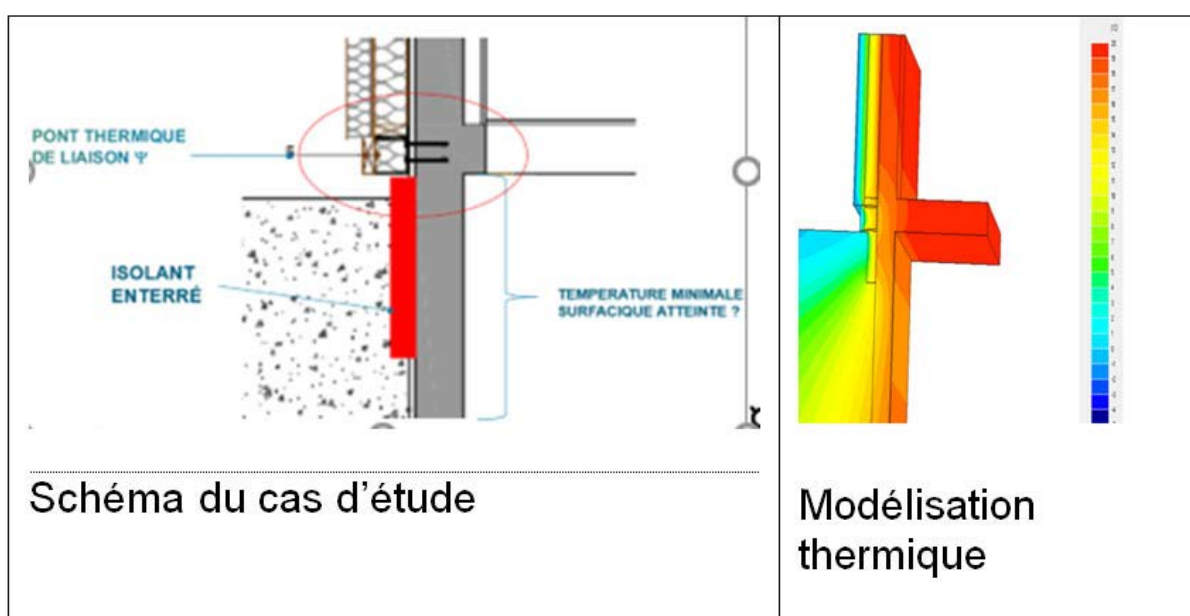 PONT THERMIQUE
DE LIAISON Ψ
ISOLANT
ENTERRÉ
TEMPERATURE MINIMALE
SURFACIQUE ATTEINTE ?
Schéma du cas d'étude
Modélisation
thermique